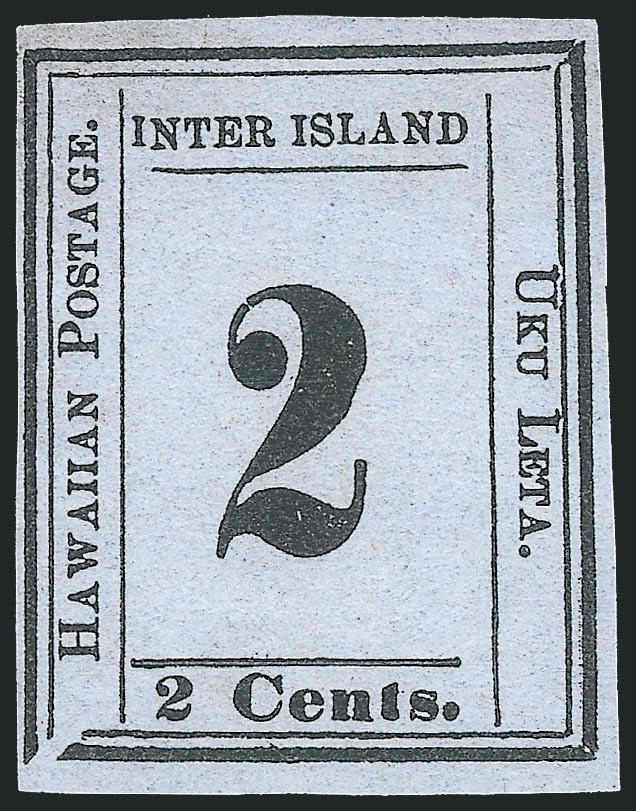 INTER ISLAND
HAWAIIAN POSTAGE.
2
UKU LETA.
2 Cents.